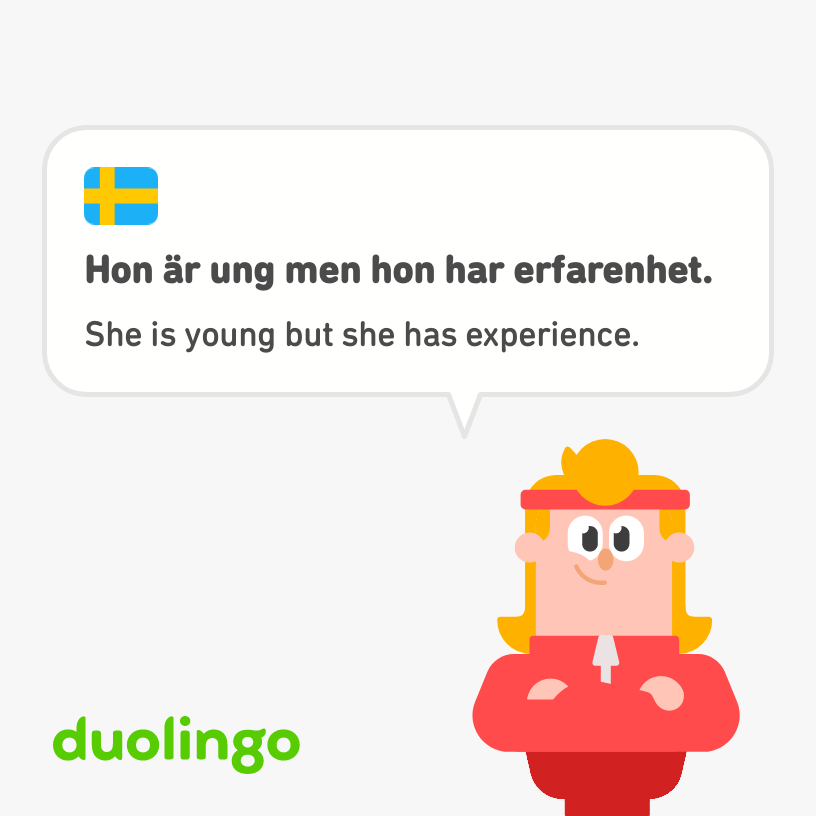 Hon är ung men hon har erfarenhet.
She is young but she has experience.
duolingo